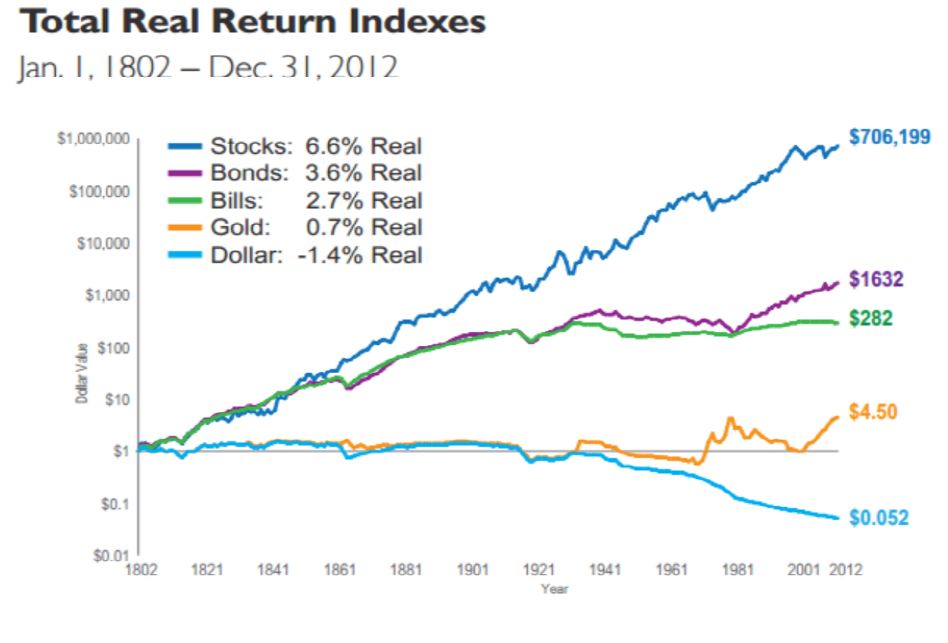 Total Real Return Indexes
Jan. 1, 1802 – Dec. 31, 2012
$1,000,000
$100,000
$10,000
$1,000
$100
$10
$1
$0.1
$0.01
Dollar Value
Stocks: 6.6% Real
Bonds: 3.6% Real
Bills: 2.7% Real
Gold: 0.7% Real
Dollar: -1.4% Real
$706,199
$1632
$282
$4.50
$0.052
1802 1821 1841 1861 1881 1901 1921 1941 1961 1981 2001 2012
Year